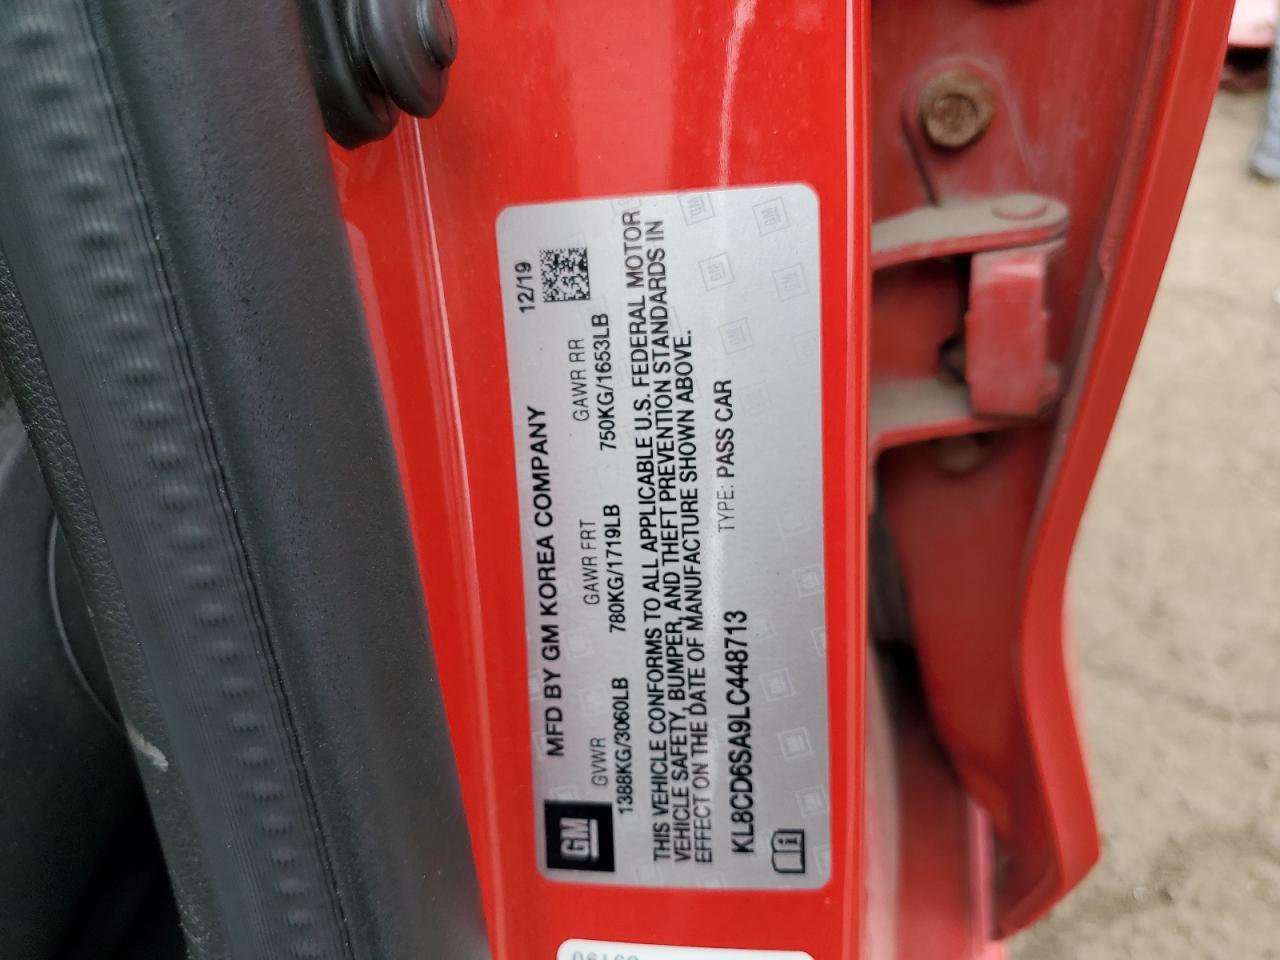 12/19
GM
MFD BY GM KOREA COMPANY
GVWR GAWR FRT GAWR RR
1388KG/3060LB 780KG/1719LB 750KG/1653LB
THIS VEHICLE CONFORMS TO ALL APPLICABLE U.S. FEDERAL MOTOR
VEHICLE SAFETY, BUMPER, AND THEFT PREVENTION STANDARDS IN
EFFECT ON THE DATE OF MANUFACTURE SHOWN ABOVE.
KL8CD6SA9LC448713 TYPE: PASS CAR